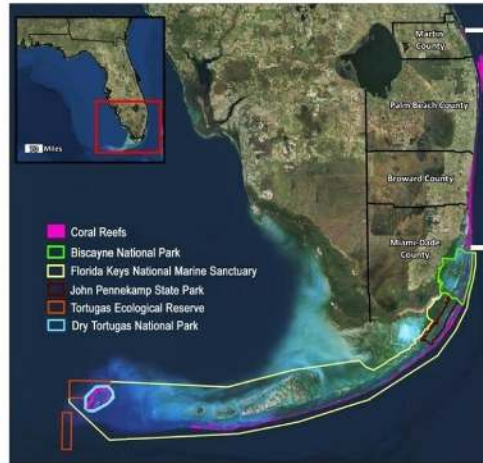 Martin
County
Palm Beach County
Broward County
Miami-Dade
County
Miles
Coral Reefs
Biscayne National Park
Florida Keys National Marine Sanctuary
John Pennekamp State Park
Tortugas Ecological Reserve
Dry Tortugas National Park